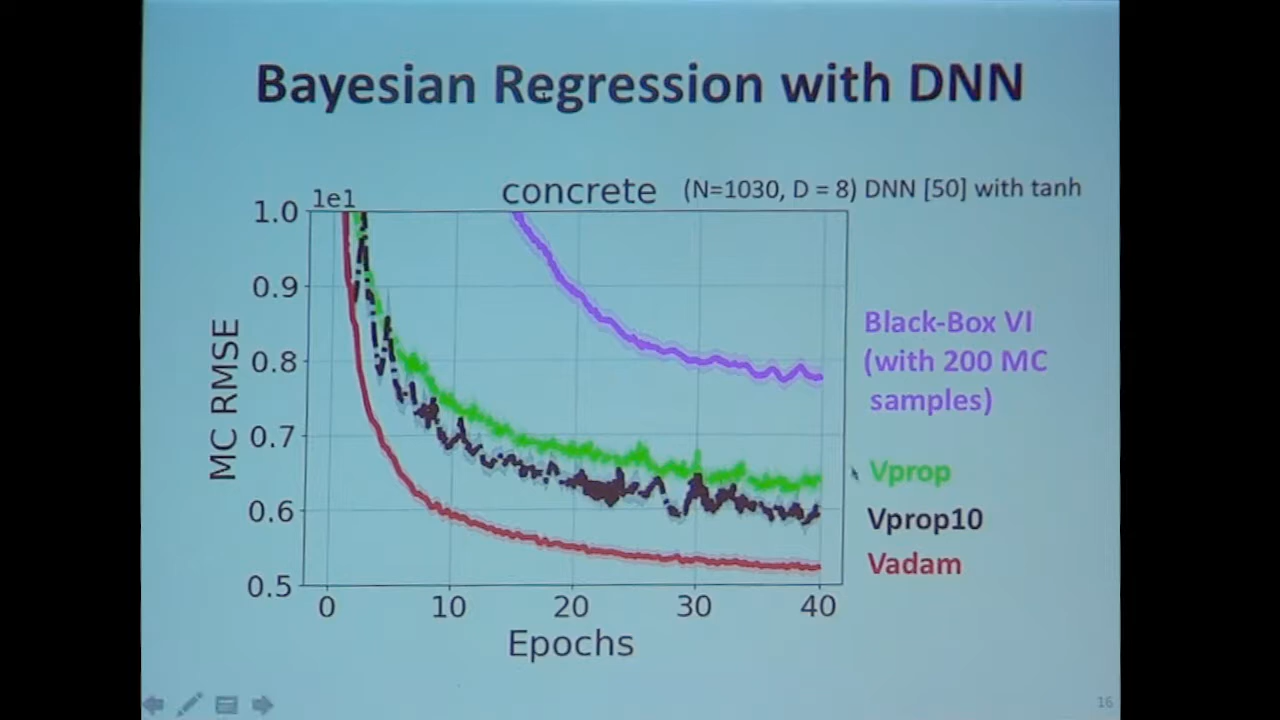 Bayesian Regression with DNN
concrete (N=1030, D = 8) DNN [50] with tanh
1e1
1.0
0.9
0.8
0.7
0.6
0.5
MC RMSE
0 10 20 30 40
Epochs
Black-Box VI
(with 200 MC
samples)
Vprop
Vprop10
Vadam
16